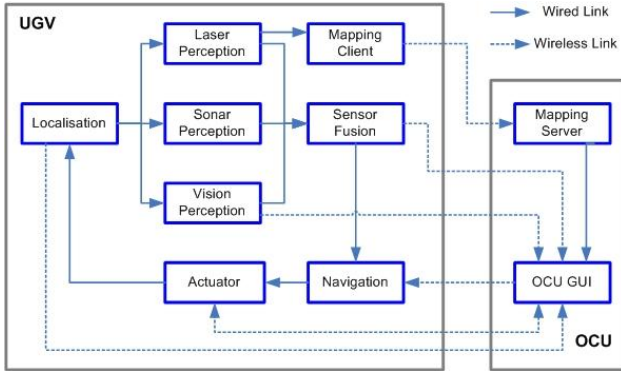 UGV
Wired Link
Wireless Link
Laser
Perception
Mapping
Client
Localisation
Sonar
Perception
Sensor
Fusion
Mapping
Server
Vision
Perception
Actuator
Navigation
OCU GUI
OCU